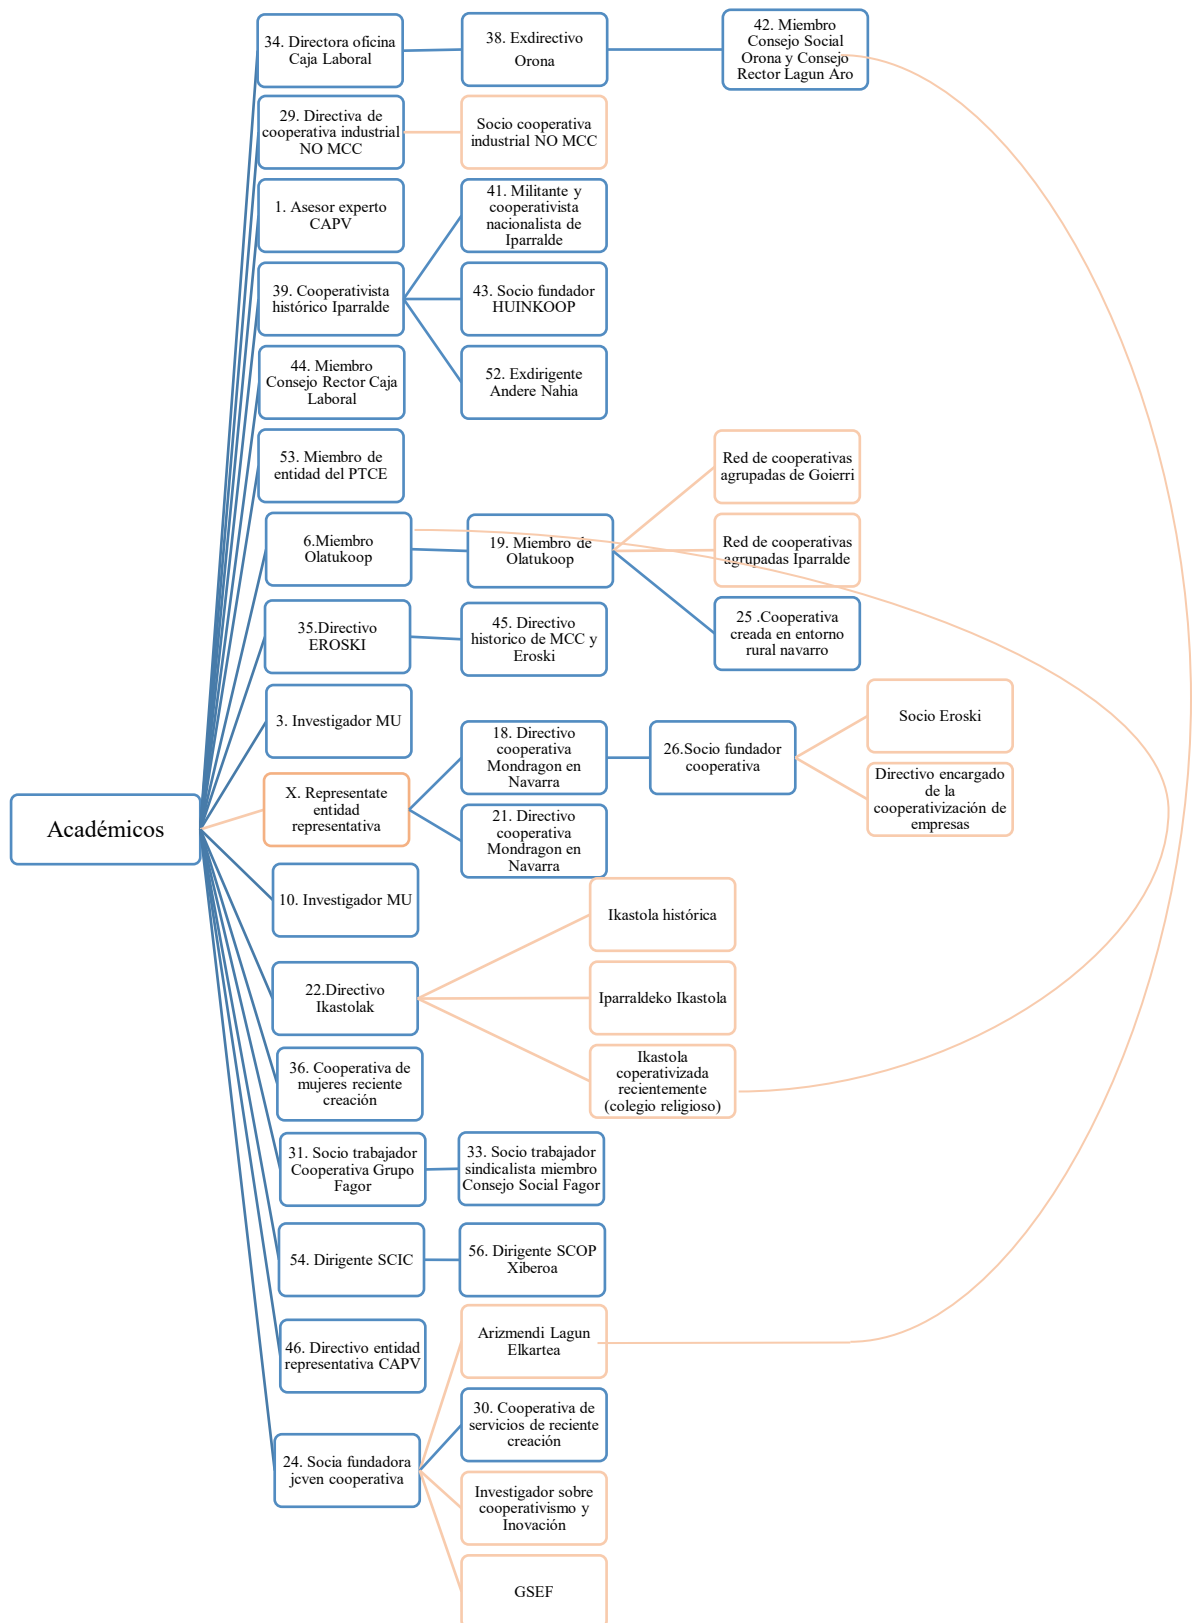 34. Directora oficina
Caja Laboral
38. Exdirectivo
Orona
42. Miembro
Consejo Social
Orona y Consejo
Rector Lagun Aro
29. Directiva de
cooperativa industrial
NO MCC
Socio cooperativa
industrial NO MCC
1. Asesor experto
CAPV
41. Militante y
cooperativista
nacionalista de
Iparralde
39. Cooperativista
histórico Iparralde
43. Socio fundador
HUINKOOP
44. Miembro
Consejo Rector Caja
Laboral
52. Exdirigente
Andere Nahia
53. Miembro de
entidad del PTCE
Red de cooperativas
agrupadas de Goierri
6.Miembro
Olatukoop
19. Miembro de
Olatukoop
Red de cooperativas
agrupadas Iparralde
35.Directivo
EROSKI
45. Directivo
historico de MCC y
Eroski
25 .Cooperativa
creada en entorno
rural navarro
3. Investigador MU
18. Directivo
cooperativa
Mondragon en
Navarra
26.Socio fundador
cooperativa
Socio Eroski
Directivo encargado
de la
cooperativización de
empresas
X. Representate
entidad
representativa
21. Directivo
cooperativa
Mondragon en
Navarra
Académicos
10. Investigador MU
Ikastola histórica
22.Directivo
Ikastolak
Iparraldeko Ikastola
36. Cooperativa de
mujeres reciente
creación
Ikastola
coperativizada
recientemente
(colegio religioso)
31. Socio trabajador
Cooperativa Grupo
Fagor
33. Socio trabajador
sindicalista miembro
Consejo Social Fagor
54. Dirigente SCIC
56. Dirigente SCOP
Xiberoa
46. Directivo entidad
representativa CAPV
Arizmendi Lagun
Elkartea
24. Socia fundadora
jcven cooperativa
30. Cooperativa de
servicios de reciente
creación
Investigador sobre
cooperativismo y
Inovación
GSEF